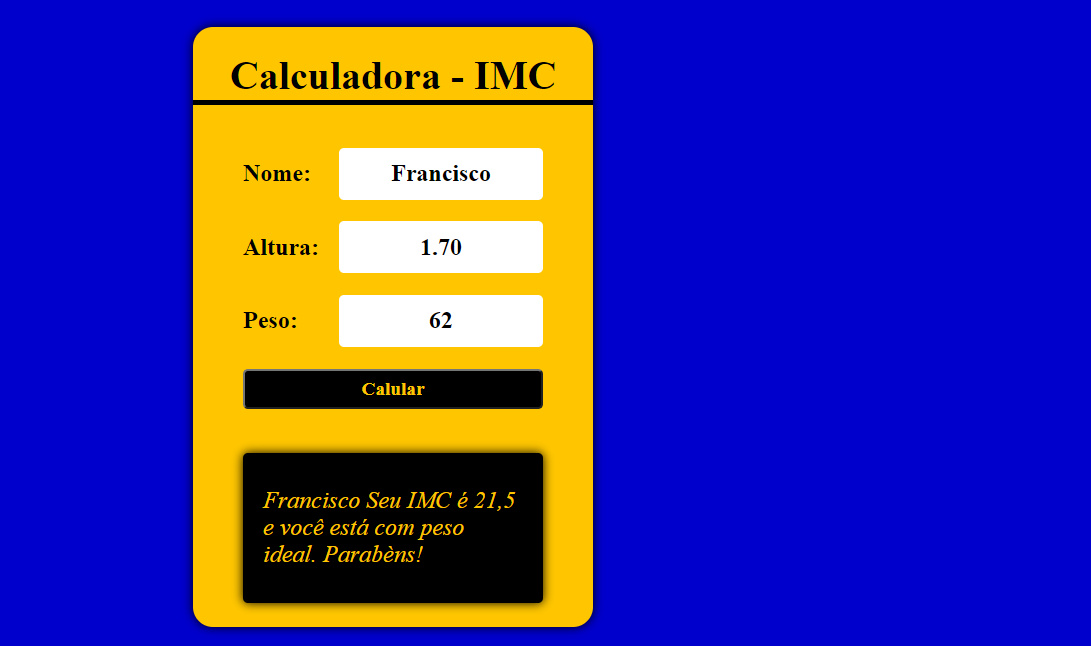 Calculadora - IMC
Nome: Francisco
Altura: 1.70
Peso: 62
Calular
Francisco Seu IMC é 21,5
e você está com peso
ideal. Parabèns!